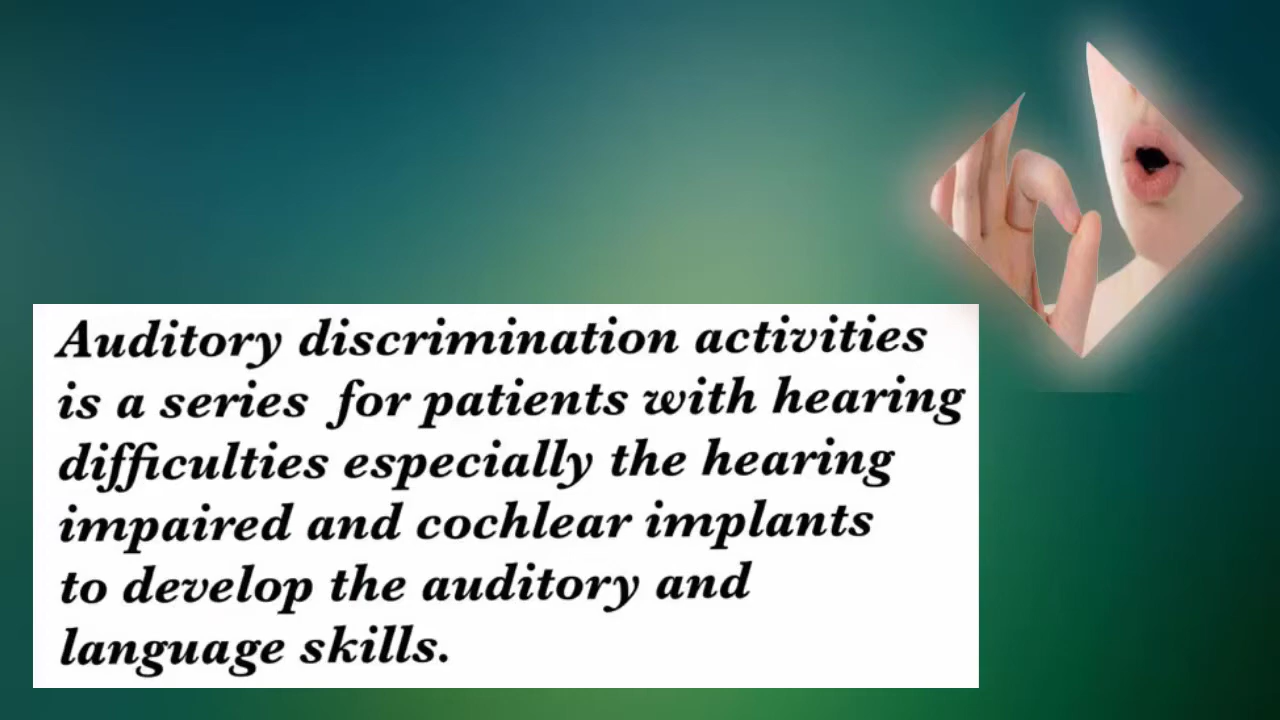 Auditory discrimination activities
is a series for patients with hearing
difficulties especially the hearing
impaired and cochlear implants
to develop the auditory and
language skills.